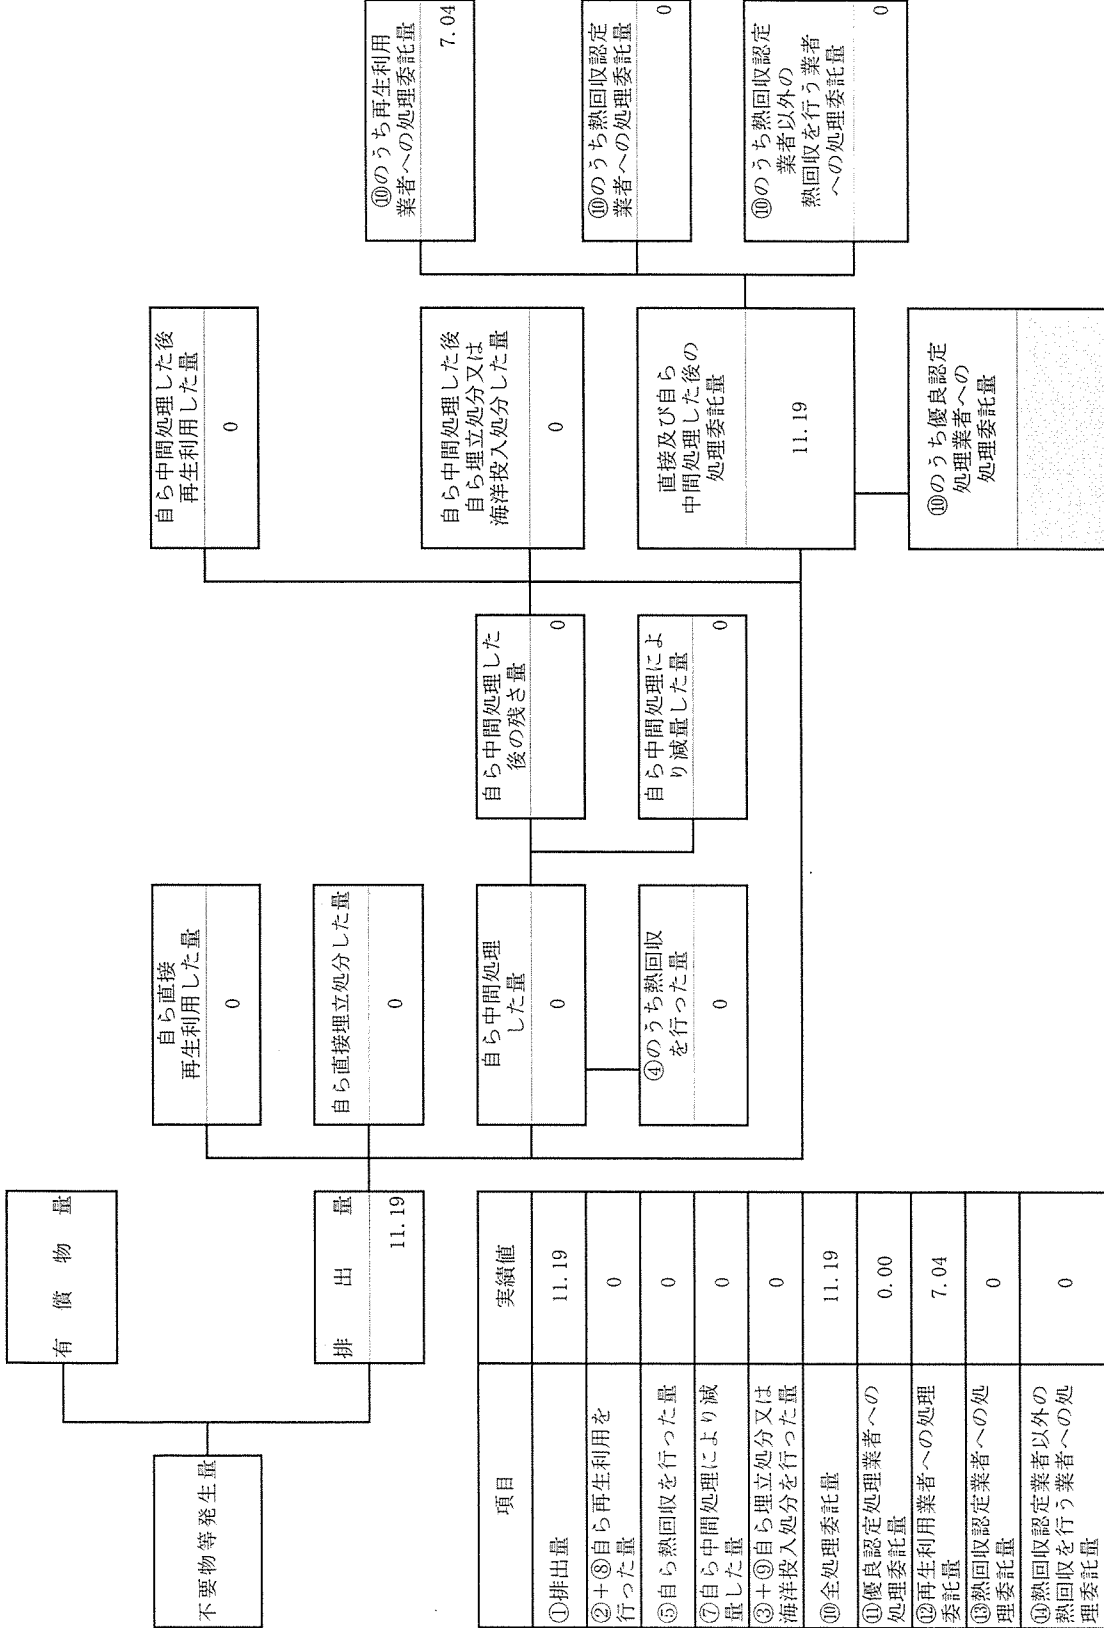 不要物等発生量
有償物量
排出量
11.19
自ら直接
再生利用した量
0
自ら直接埋立処分した量
0
自ら中間処理
した量
0
④のうち熱回収
を行った量
0
自ら中間処理した
後の残さ量
0
自ら中間処理によ
り減量した量
0
自ら中間処理した後
再生利用した量
0
自ら中間処理した後
自ら埋立処分又は
海洋投入処分した量
0
直接及び自ら
中間処理した後の
処理委託量
11.19
⑩のうち優良認定
処理業者への
処理委託量
⑩のうち再生利用
業者への処理委託量
7.04
⑩のうち熱回収認定
業者への処理委託量
0
⑩のうち熱回収認定
業者以外の
熱回収を行う業者
への処理委託量
0
項目
実績値
①排出量
11.19
②+⑧自ら再生利用を
行った量
0
⑤自ら熱回収を行った量
0
⑦自ら中間処理により減
量した量
0
③+⑨自ら埋立処分又は
海洋投入処分を行った量
0
⑩全処理委託量
11.19
⑪優良認定処理業者への
処理委託量
0.00
⑫再生利用業者への処理
委託量
7.04
⑬熱回収認定業者への処
理委託量
0
⑭熱回収認定業者以外の
熱回収を行う業者への処
理委託量
0